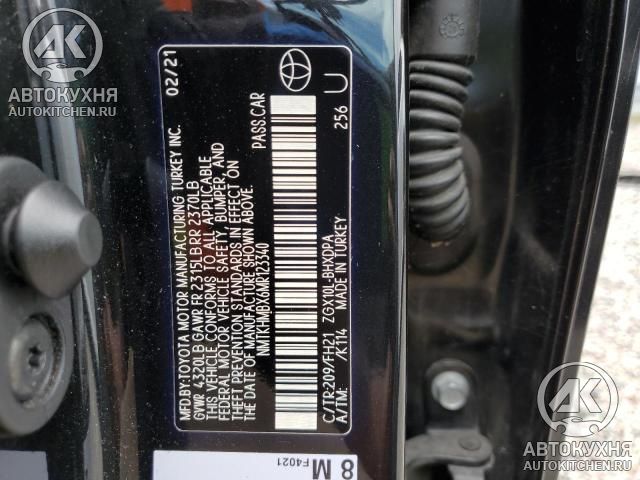 АК
АВТОКУХНЯ
AUTOKITCHEN.RU
MFD.BY:TOYOTA MOTOR MANUFACTURING TURKEY INC. 02/21
GVWR 4320LB GAWR FR 2315LB RR 2370LB
THIS VEHICLE CONFORMS TO ALL APPLICABLE
FEDERAL MOTOR VEHICLE SAFETY, BUMPER, AND
THEFT PREVENTION STANDARDS IN EFFECT ON
THE DATE OF MANUFACTURE SHOWN ABOVE.
NMTKHMBX6MR123340 PASS.CAR
C/TR:209/FH21 ZGX10L-BHXDPA
A/TM: /K114 TURKEY 256 U
8 M F4021
АК
АВТОКУХНЯ
AUTOKITCHEN.RU